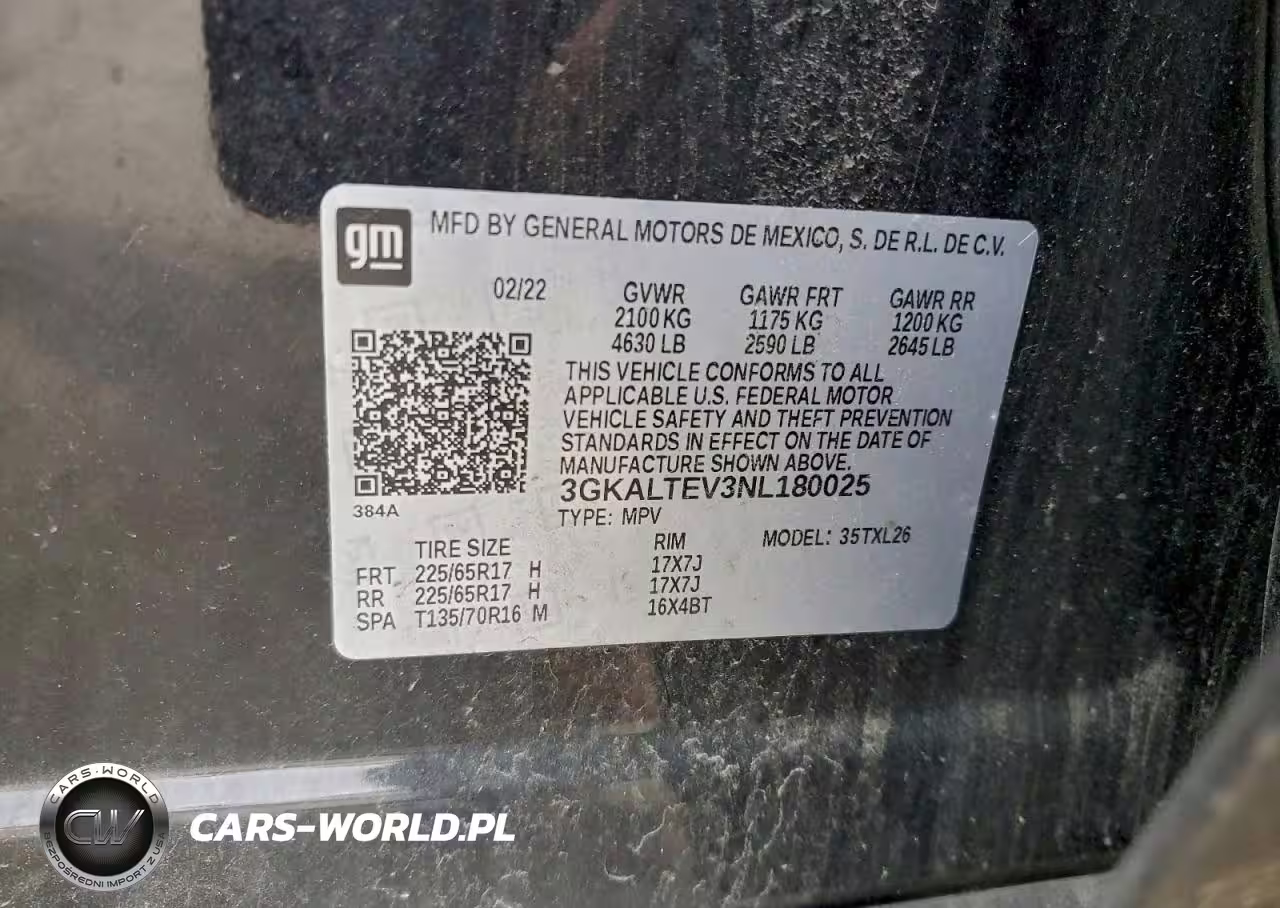 gm
MFD BY GENERAL MOTORS DE MEXICO, S. DE R.L. DE C.V.
02/22 GVWR GAWR FRT GAWR RR
2100 KG 1175 KG 1200 KG
4630 LB 2590 LB 2645 LB
THIS VEHICLE CONFORMS TO ALL
APPLICABLE U.S. FEDERAL MOTOR
VEHICLE SAFETY AND THEFT PREVENTION
STANDARDS IN EFFECT ON THE DATE OF
MANUFACTURE SHOWN ABOVE.
3GKALTEV3NL180025
384A
TYPE: MPV
MODEL: 35TXL26
TIRE SIZE RIM
FRT 225/65R17 H 17X7J
RR 225/65R17 H 17X7J
SPA T135/70R16 M 16X4BT
CARS-WORLD
CW
BEZPOŚREDNI IMPORT Z USA
CARS-WORLD.PL